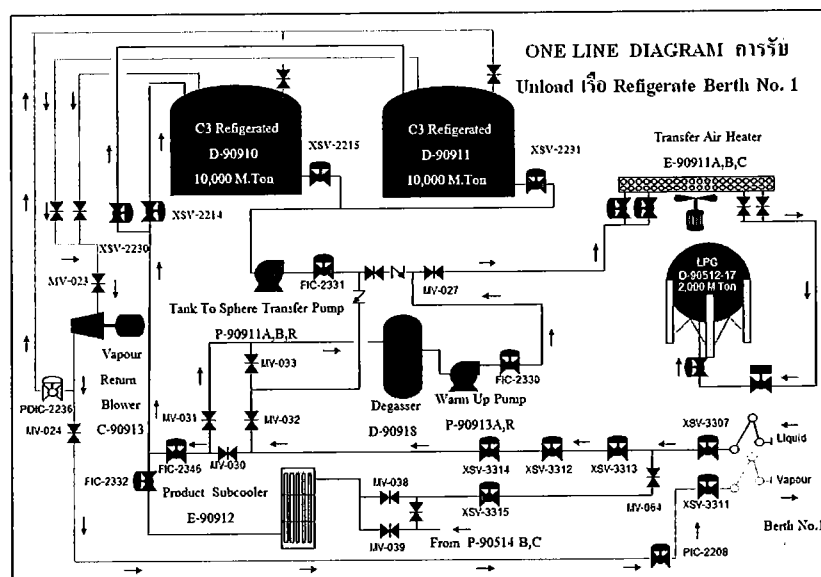 ONE LINE DIAGRAM การรับ
Unload เรือ Refigerate Berth No. 1
C3 Refrigated
D-90910
10,000 M.Ton
XSV-2215
C3 Refrigated
D-90911
10,000 M.Ton
XSV-2231
Transfer Air Heater
E-90911A,B,C
XSV-2214
XSV-2230
MV-023
FIC-2331
MV-027
LPG
D-90512-17
2,000 M Ton
Tank To Sphere Transfer Pump
P-90911A,B,R
Vapour
Return
Blower
C-90913
MV-033
FIC-2330
PDIC-2236
MV-024
MV-031
MV-032
Degasser
D-90918
Warm Up Pump
P-90913A,R
XSV-3307
Liquid
FIC-2346
MV-030
XSV-3314
XSV-3312
XSV-3313
FIC-2332
Product Subcooler
E-90912
MV-038
XSV-3315
MV-064
XSV-3311
Vapour
Berth No.1
MV-039
From P-90514 B,C
PIC-2208